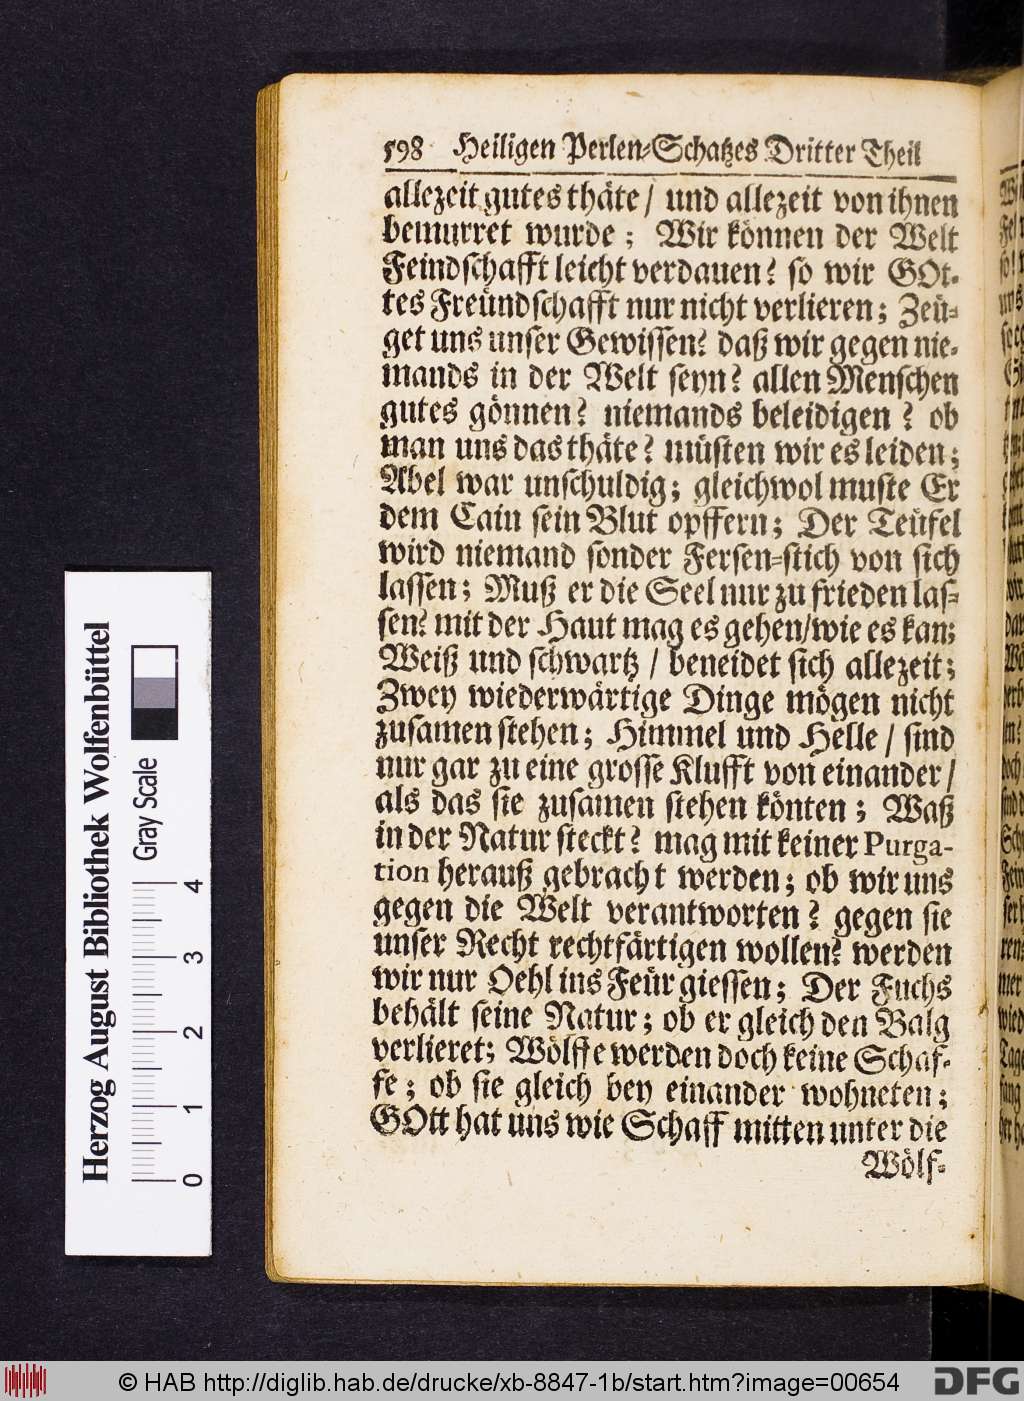 598 Heiligen Perlen-Schatzes Dritter Theil
allezeit gutes thäte / und allezeit von ihnen
bemurret wurde; Wir können der Welt
Feindschafft leicht verdauen? so wir GOt-
tes Freündschafft nur nicht verlieren; Zeü-
get uns unser Gewissen? daß wir gegen nie-
mands in der Welt seyn? allen Menschen
gutes gönnen? niemands beleidigen? ob
man uns das thäte? müsten wir es leiden;
Abel war unschuldig; gleichwol muste Er
dem Cain sein Blut opffern; Der Teüfel
wird niemand sonder Fersen-stich von sich
lassen; Muß er die Seel nur zu frieden las-
sen? mit der Haut mag es gehen/wie es kan;
Weiß und schwartz / beneidet sich allezeit;
Zwey wiederwärtige Dinge mögen nicht
zusamen stehen; Himmel und Helle / sind
nur gar zu eine grosse Klufft von einander /
als das sie zusamen stehen könten; Waß
in der Natur steckt? mag mit keiner Purga-
tion herauß gebracht werden; ob wir uns
gegen die Welt verantworten? gegen sie
unser Recht rechtfärtigen wollen? werden
wir nur Oehl ins Feür giessen; Der Fuchs
behält seine Natur; ob er gleich den Balg
verlieret; Wölffe werden doch keine Schaf-
fe; ob sie gleich bey einander wohneten;
GOtt hat uns wie Schaff mitten unter die
Wölf-
Herzog August Bibliothek Wolfenbüttel
Gray Scale
0 1 2 3 4
© HAB http://diglib.hab.de/drucke/xb-8847-1b/start.htm?image=00654
DFG